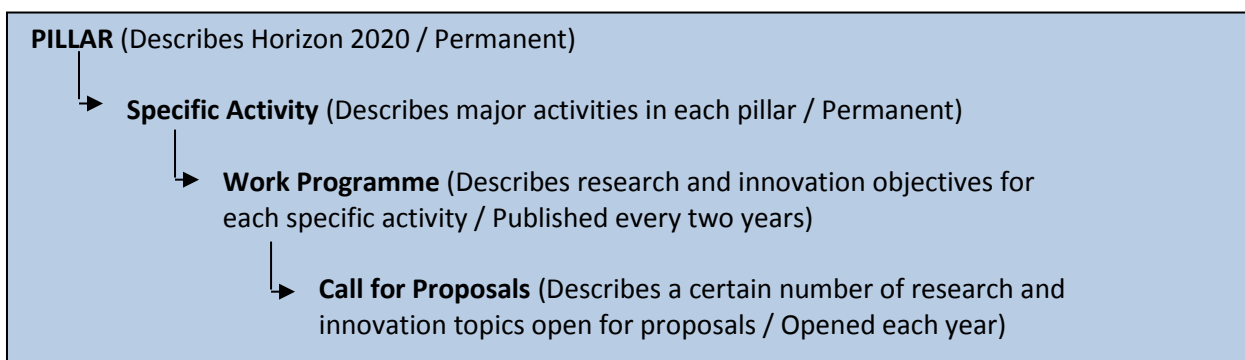 PILLAR (Describes Horizon 2020 / Permanent)
Specific Activity (Describes major activities in each pillar / Permanent)
Work Programme (Describes research and innovation objectives for
each specific activity / Published every two years)
Call for Proposals (Describes a certain number of research and
innovation topics open for proposals / Opened each year)